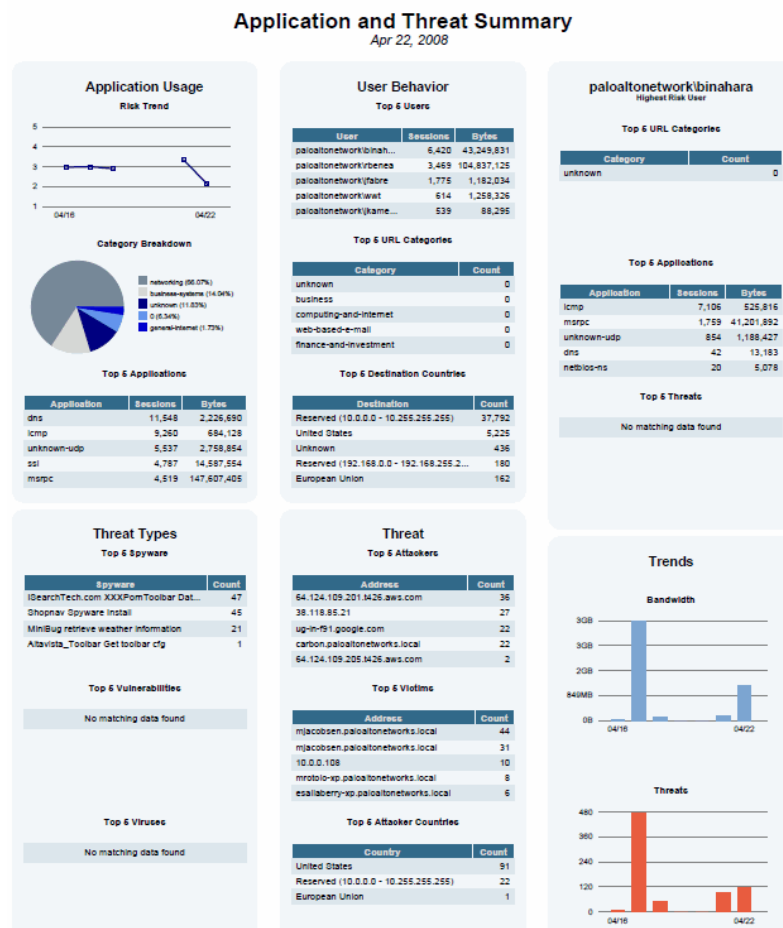 Application and Threat Summary
Apr 22, 2008
Application Usage
Risk Trend
5
4
3
2
1
04/16 04/22
Category Breakdown
networking (66.07%)
business-systems (14.04%)
unknown (11.83%)
0 (6.34%)
general-internet (1.73%)
Top 5 Applications
Application Sessions Bytes
dns 11,548 2,226,690
icmp 9,260 684,128
unknown-udp 5,537 2,758,854
ssl 4,787 14,587,554
msrpc 4,519 147,607,405
User Behavior
Top 5 Users
User Sessions Bytes
paloaltonetwork\binah... 6,420 43,249,831
paloaltonetwork\rbenea 3,469 104,837,125
paloaltonetwork\jfabre 1,775 1,182,034
paloaltonetwork\wwt 614 1,258,326
paloaltonetwork\jkame... 539 88,295
Top 5 URL Categories
Category Count
unknown 0
business 0
computing-and-internet 0
web-based-e-mail 0
finance-and-investment 0
Top 5 Destination Countries
Destination Count
Reserved (10.0.0.0 - 10.255.255.255) 37,792
United States 5,225
Unknown 436
Reserved (192.168.0.0 - 192.168.255.2... 180
European Union 162
paloaltonetwork\binahara
Highest Risk User
Top 5 URL Categories
Category Count
unknown 0
Top 5 Applications
Application Sessions Bytes
icmp 7,106 525,816
msrpc 1,759 41,201,892
unknown-udp 854 1,188,427
dns 42 13,183
netbios-ns 20 5,078
Top 5 Threats
No matching data found
Threat Types
Top 5 Spyware
Spyware Count
ISearchTech.com XXXPornToolbar Dat... 47
Shopnav Spyware Install 45
MiniBug retrieve weather information 21
Altavista_Toolbar Get toolbar cfg 1
Top 5 Vulnerabilities
No matching data found
Top 5 Viruses
No matching data found
Threat
Top 5 Attackers
Address Count
64.124.109.201.t426.aws.com 36
38.118.85.21 27
ug-in-f91.google.com 22
carbon.paloaltonetworks.local 22
64.124.109.205.t426.aws.com 2
Top 5 Victims
Address Count
mjacobsen.paloaltonetworks.local 44
mjacobsen.paloaltonetworks.local 31
10.0.0.108 10
mrotolo-xp.paloaltonetworks.local 8
esallaberry-xp.paloaltonetworks.local 6
Top 5 Attacker Countries
Country Count
United States 91
Reserved (10.0.0.0 - 10.255.255.255) 22
European Union 1
Trends
Bandwidth
3GB
3GB
2GB
849MB
0B
04/16 04/22
Threats
480
360
240
120
0
04/16 04/22